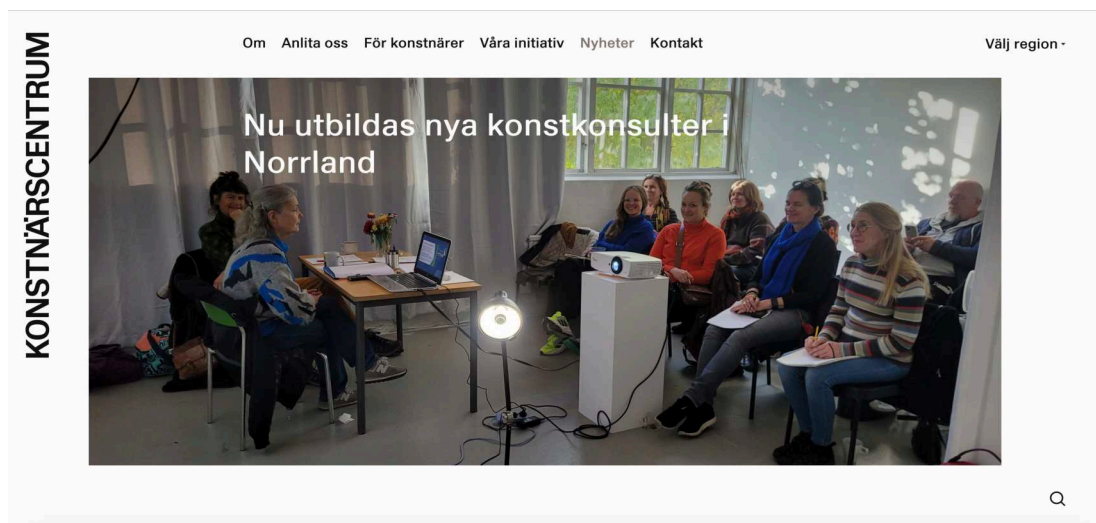 KONSTNÄRSCENTRUM
Om Anlita oss För konstnärer Våra initiativ Nyheter Kontakt
Välj region
Nu utbildas nya konstkonsulter i
Norrland